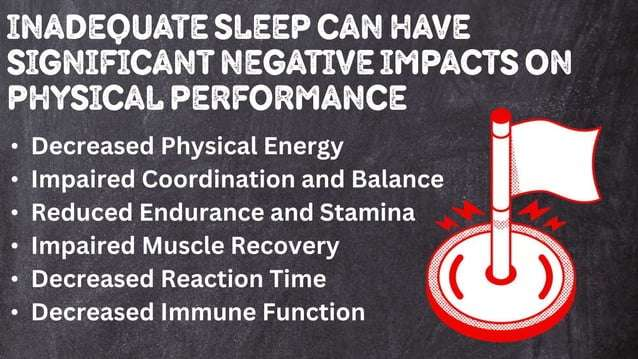 INADEQUATE SLEEP CAN HAVE
SIGNIFICANT NEGATIVE IMPACTS ON
PHYSICAL PERFORMANCE
• Decreased Physical Energy
• Impaired Coordination and Balance
• Reduced Endurance and Stamina
• Impaired Muscle Recovery
• Decreased Reaction Time
• Decreased Immune Function